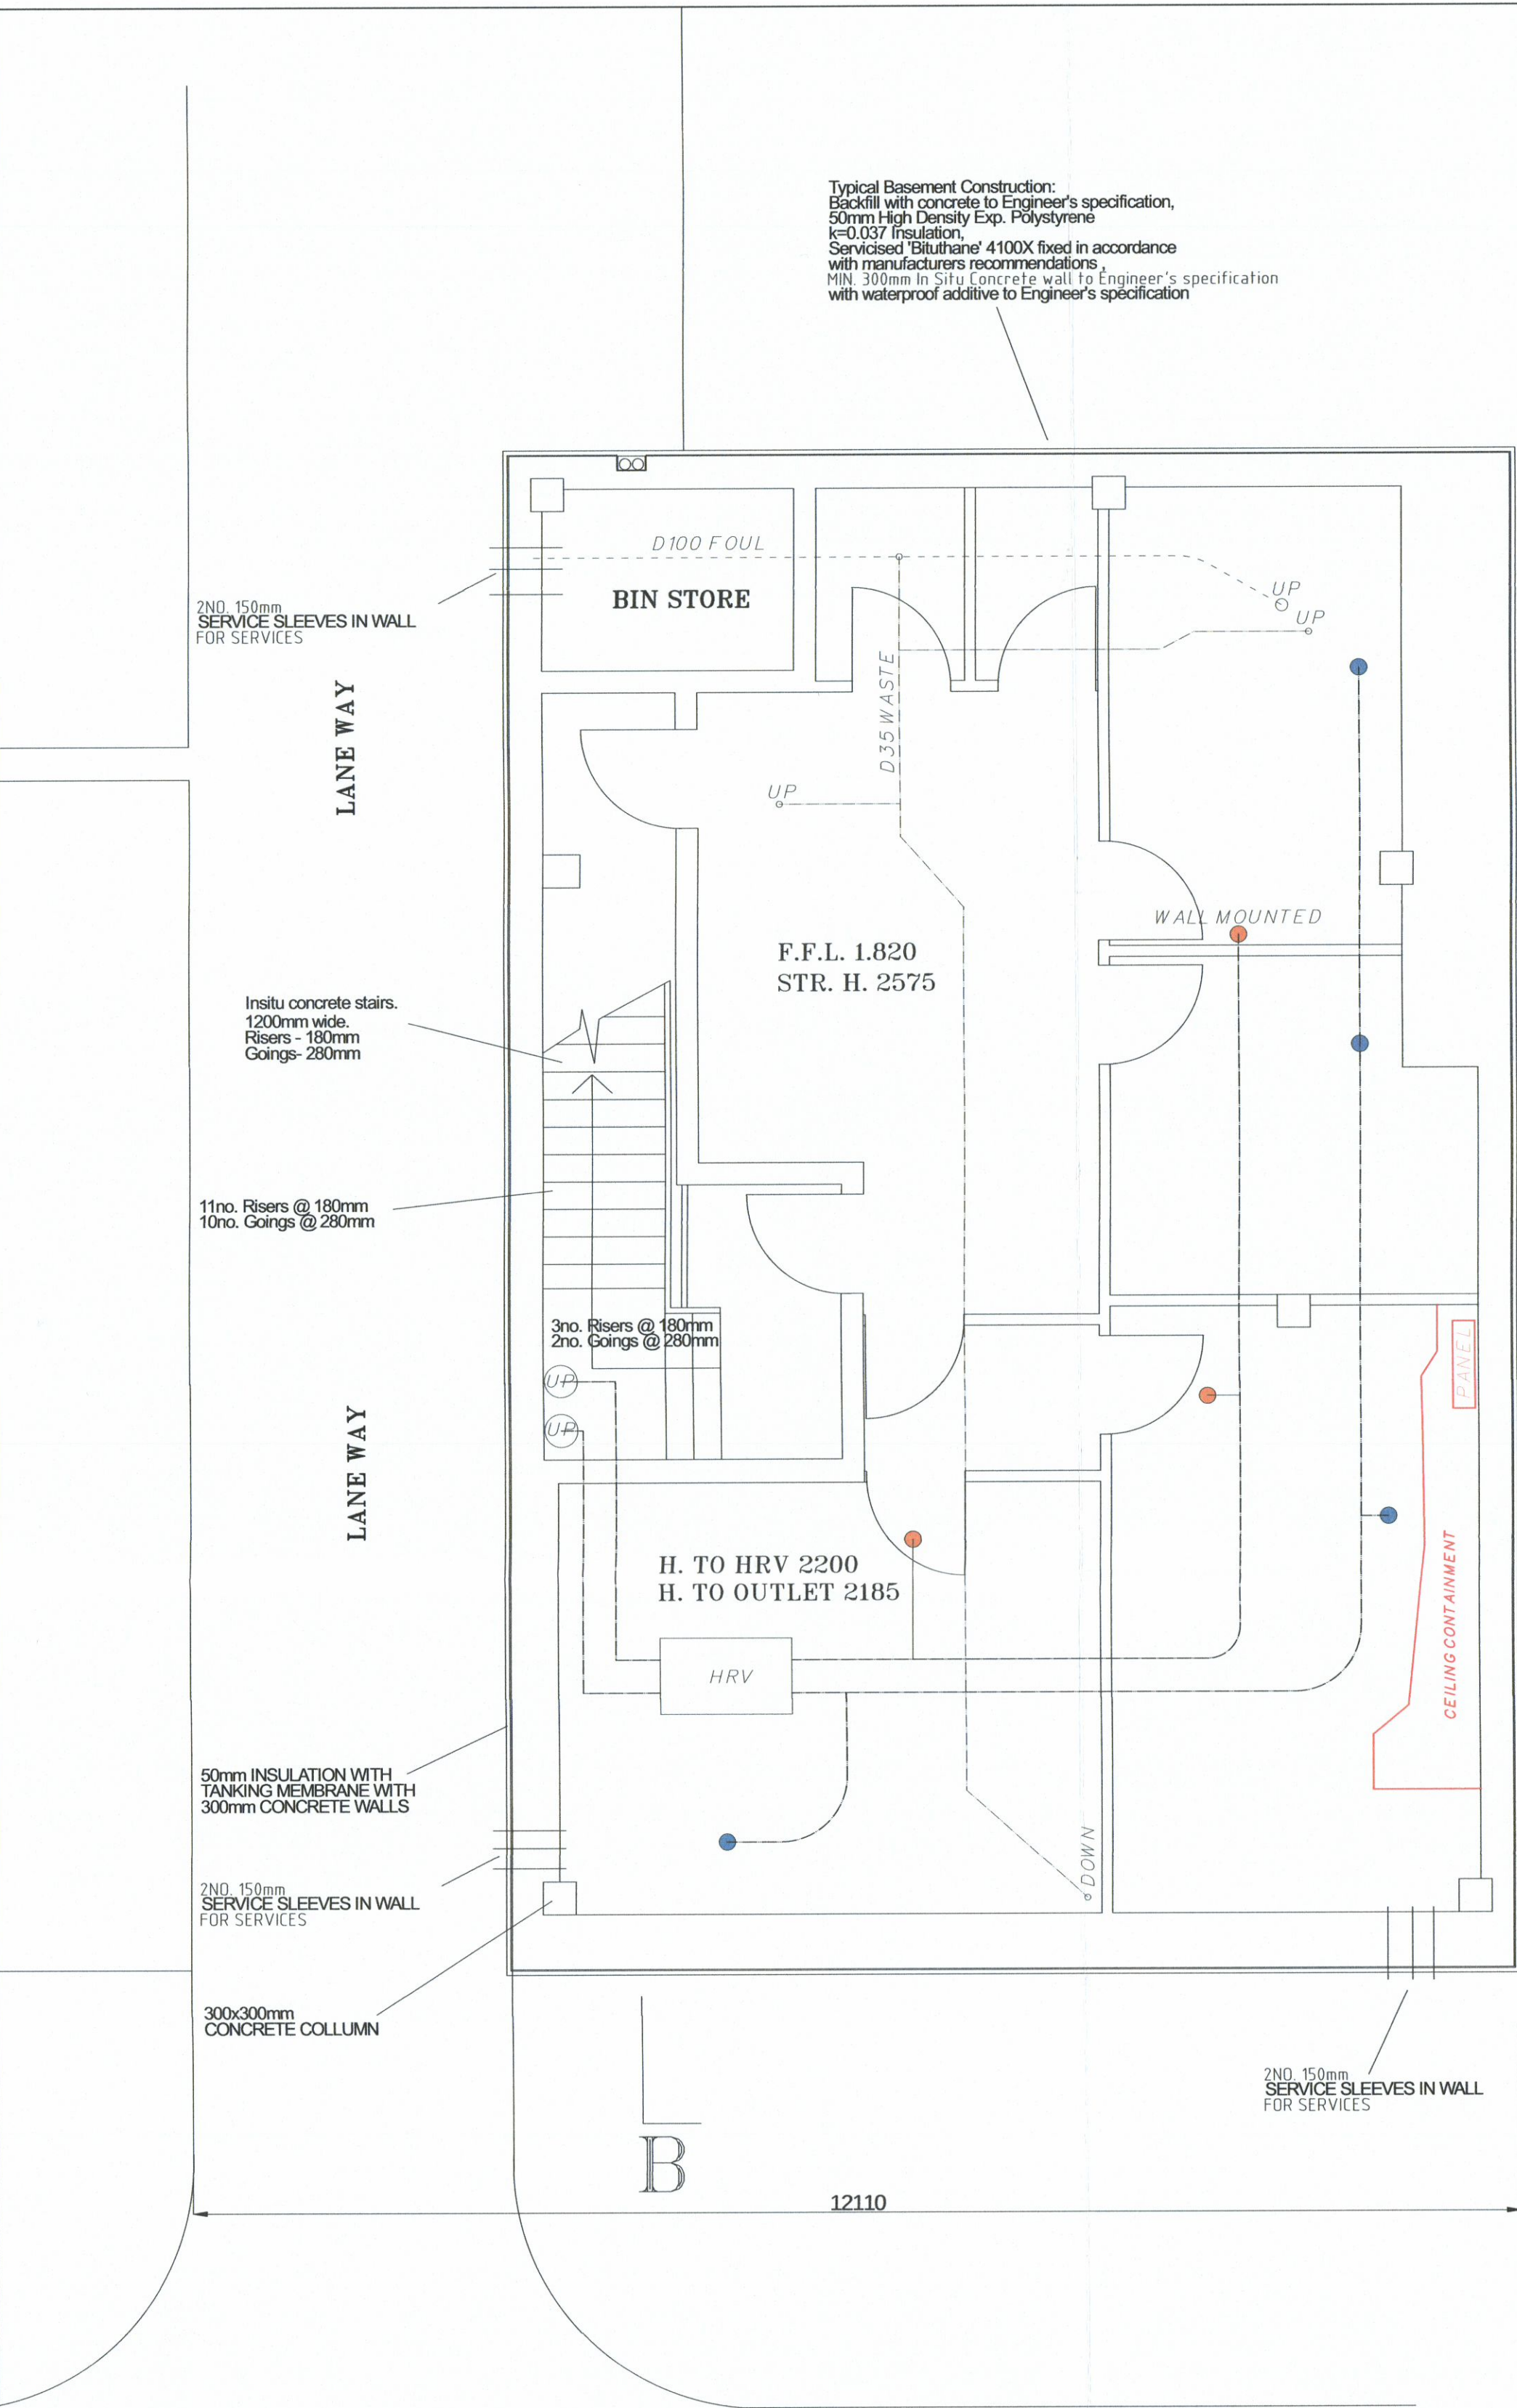 Typical Basement Construction:
Backfill with concrete to Engineer's specification,
50mm High Density Exp. Polystyrene
k=0.037 Insulation,
Servicised 'Bituthane' 4100X fixed in accordance
with manufacturers recommendations ,
MIN. 300mm In Situ Concrete wall to Engineer's specification
with waterproof additive to Engineer's specification
D100 FOUL
BIN STORE
UP
UP
2NO. 150mm
SERVICE SLEEVES IN WALL
FOR SERVICES
LANE WAY
D35 WASTE
UP
WALL MOUNTED
F.F.L. 1.820
STR. H. 2575
Insitu concrete stairs.
1200mm wide.
Risers - 180mm
Goings- 280mm
11no. Risers @ 180mm
10no. Goings @ 280mm
3no. Risers @ 180mm
2no. Goings @ 280mm
PANEL
UP
UP
LANE WAY
H. TO HRV 2200
H. TO OUTLET 2185
CEILING CONTAINMENT
HRV
50mm INSULATION WITH
TANKING MEMBRANE WITH
300mm CONCRETE WALLS
DOWN
2NO. 150mm
SERVICE SLEEVES IN WALL
FOR SERVICES
300x300mm
CONCRETE COLLUMN
2NO. 150mm
SERVICE SLEEVES IN WALL
FOR SERVICES
B
12110